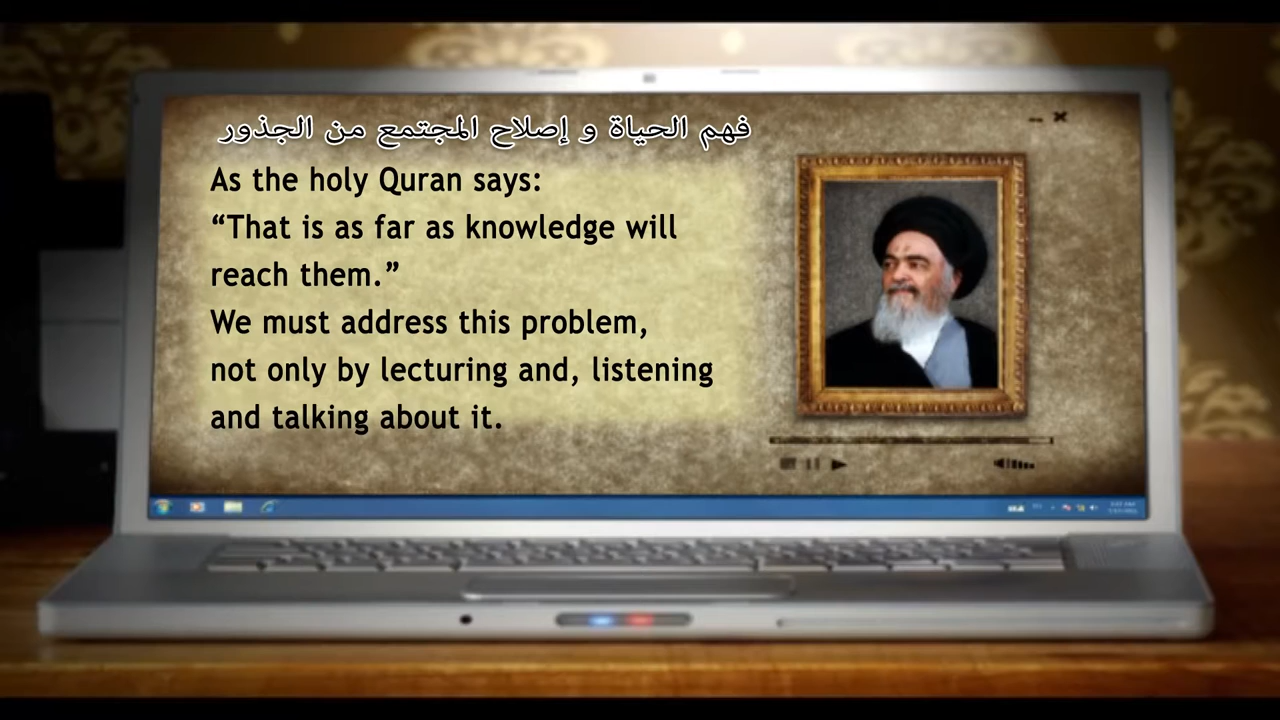 فهم الحياة و إصلاح المجتمع من الجذور
As the holy Quran says:
“That is as far as knowledge will
reach them.”
We must address this problem,
not only by lecturing and, listening
and talking about it.